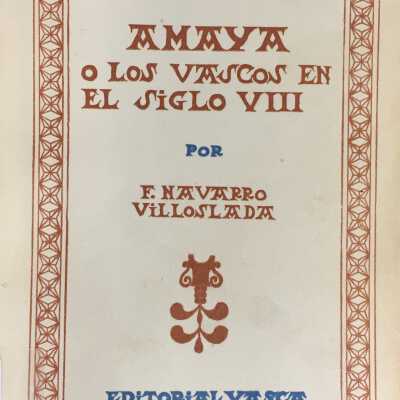 AMAYA
O LOS VASCOS EN
EL SiGLO VIII
POR
F. NAVARRO
ViLLOSLADA
EDITORIAL VASCA